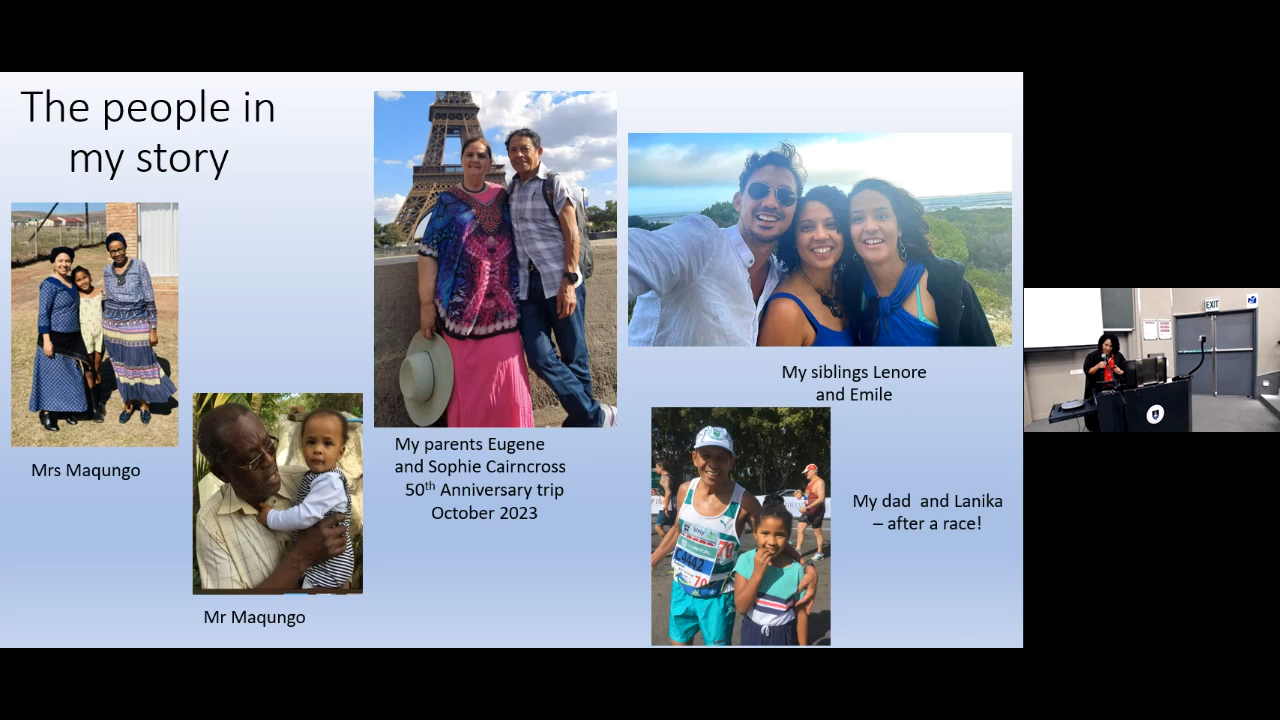 The people in
my story
Mrs Maqungo
Mr Maqungo
My parents Eugene
and Sophie Cairncross
50th Anniversary trip
October 2023
My siblings Lenore
and Emile
My dad  and Lanika
– after a race!
EXIT